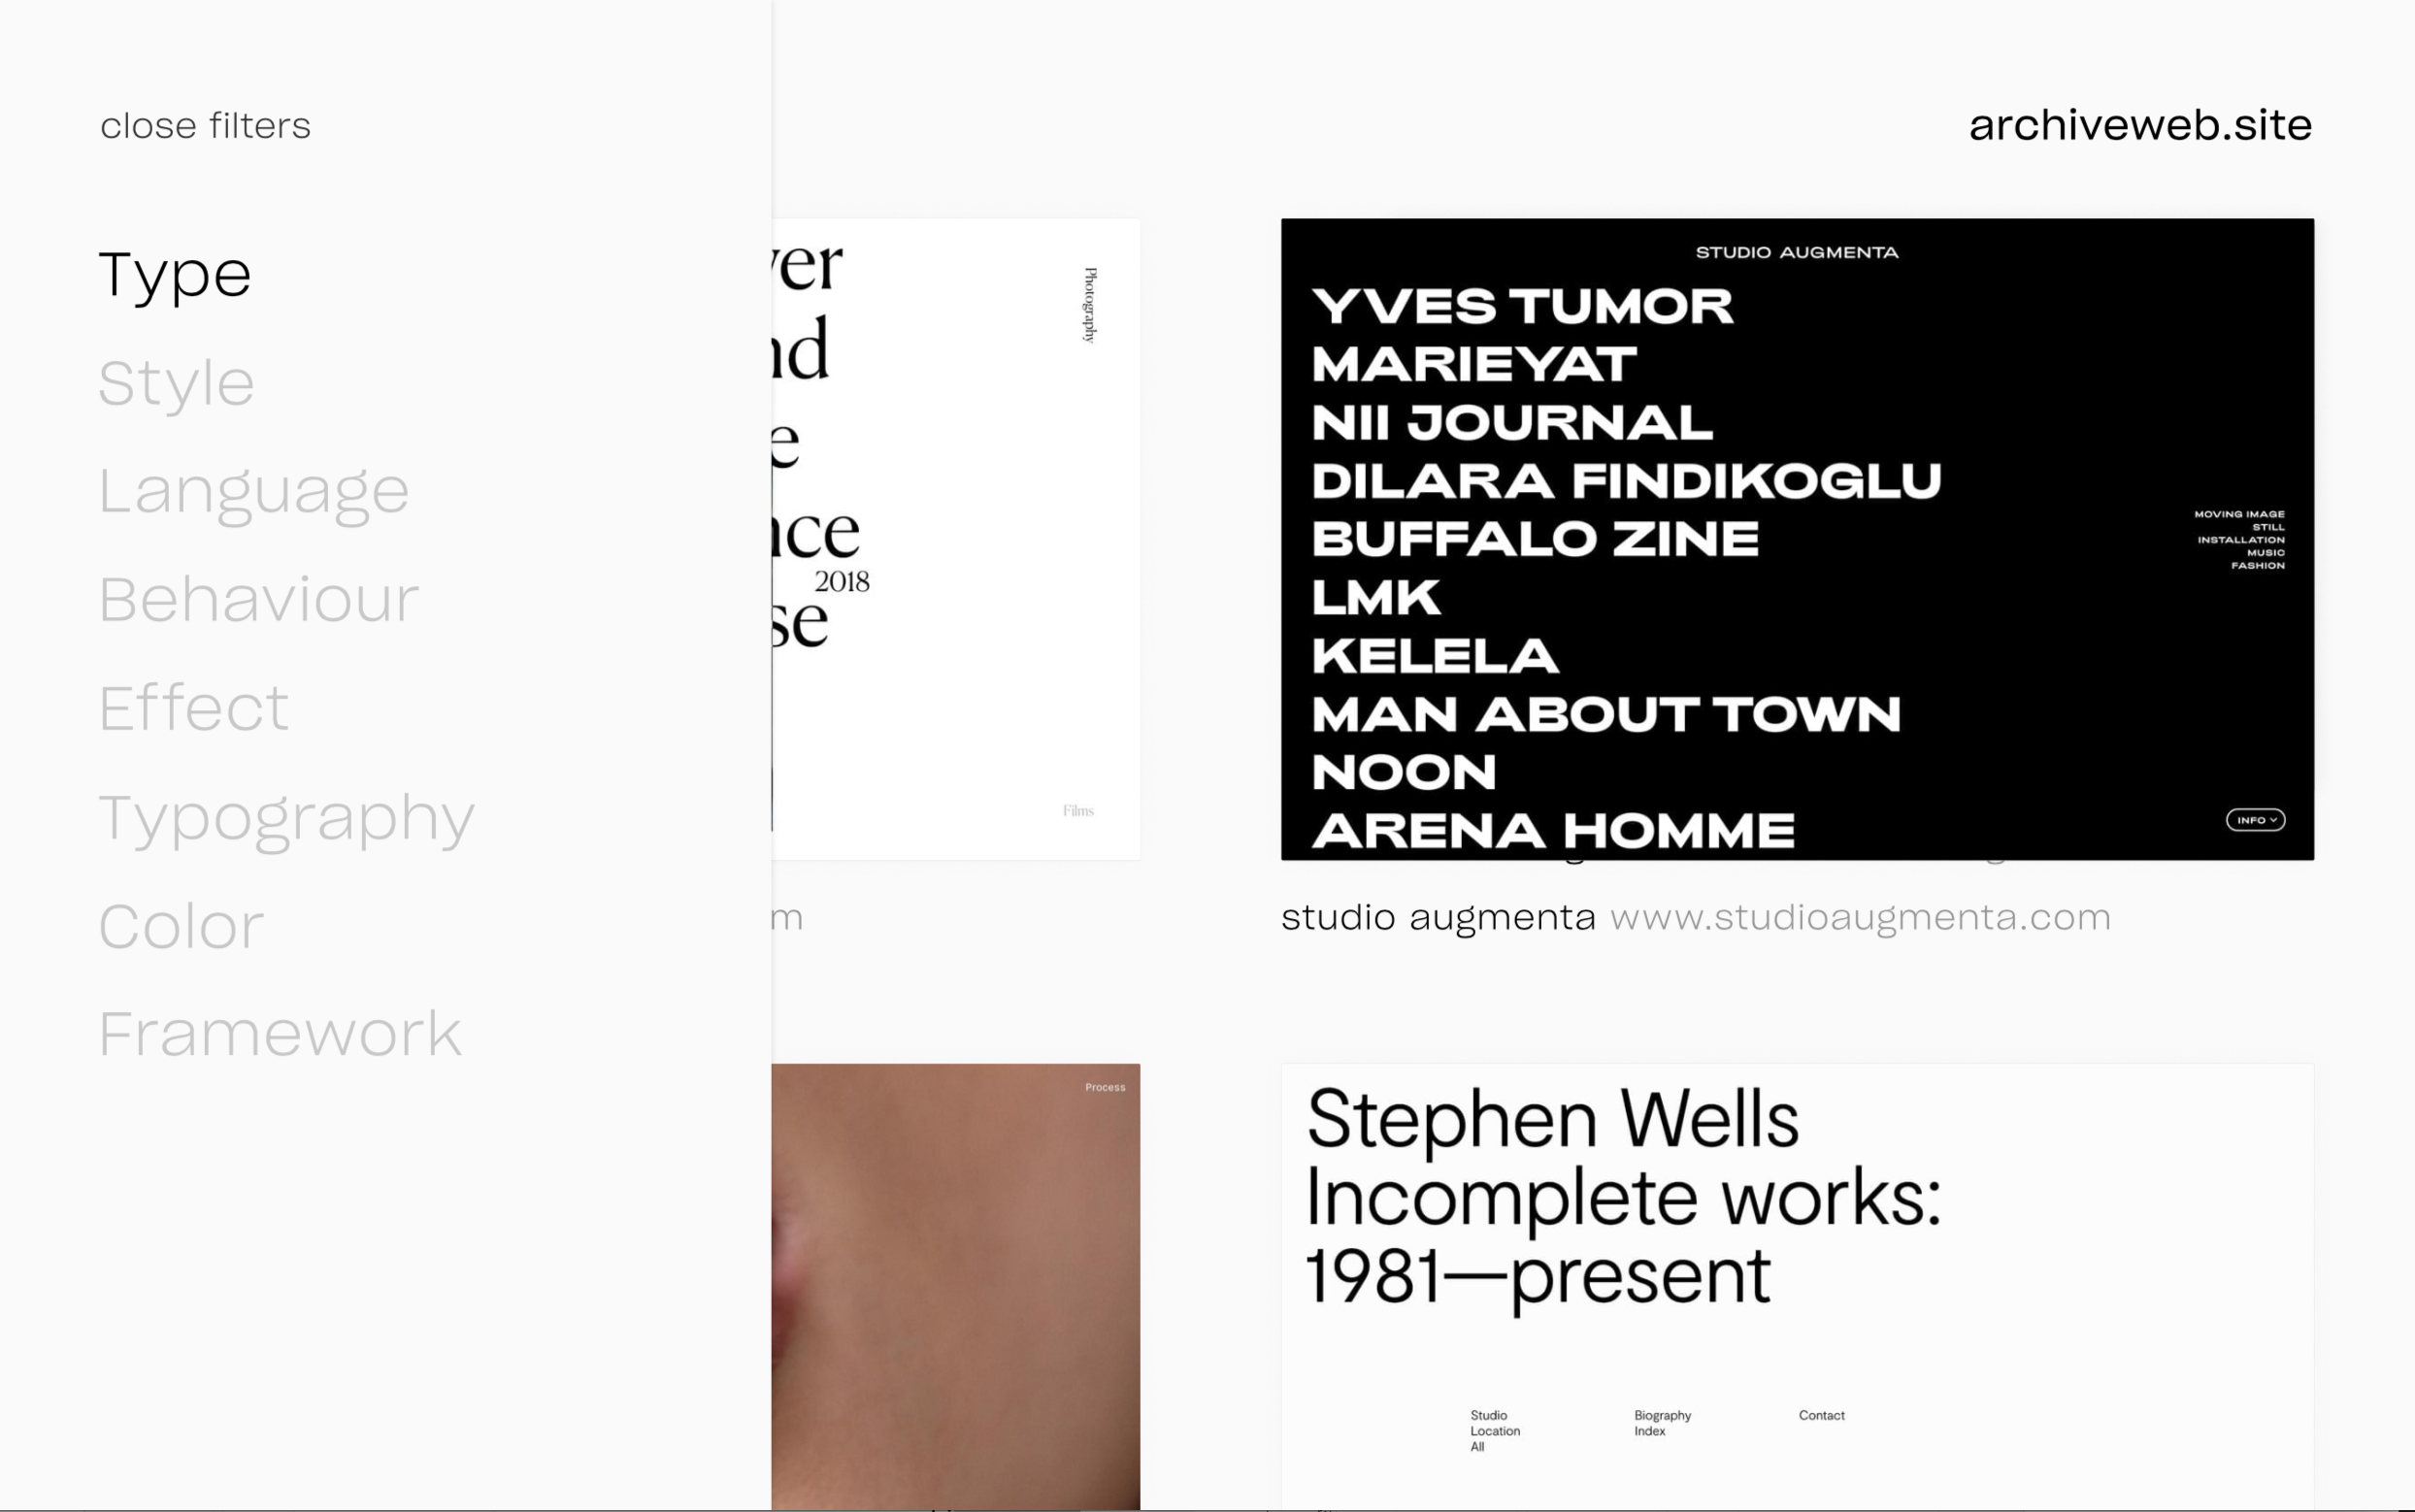 close filters
archiveweb.site
Type
Style
Language
Behaviour
Effect
Typography
Color
Framework
er
nd
e
nce
2018
se
Photography
Films
m
STUDIO AUGMENTA
YVES TUMOR
MARIEYAT
NII JOURNAL
DILARA FINDIKOGLU
BUFFALO ZINE
LMK
KELELA
MAN ABOUT TOWN
NOON
ARENA HOMME
MOVING IMAGE
STILL
INSTALLATION
MUSIC
FASHION
INFO
studio augmenta www.studioaugmenta.com
Process
Stephen Wells
Incomplete works:
1981—present
Studio
Location
All
Biography
Index
Contact